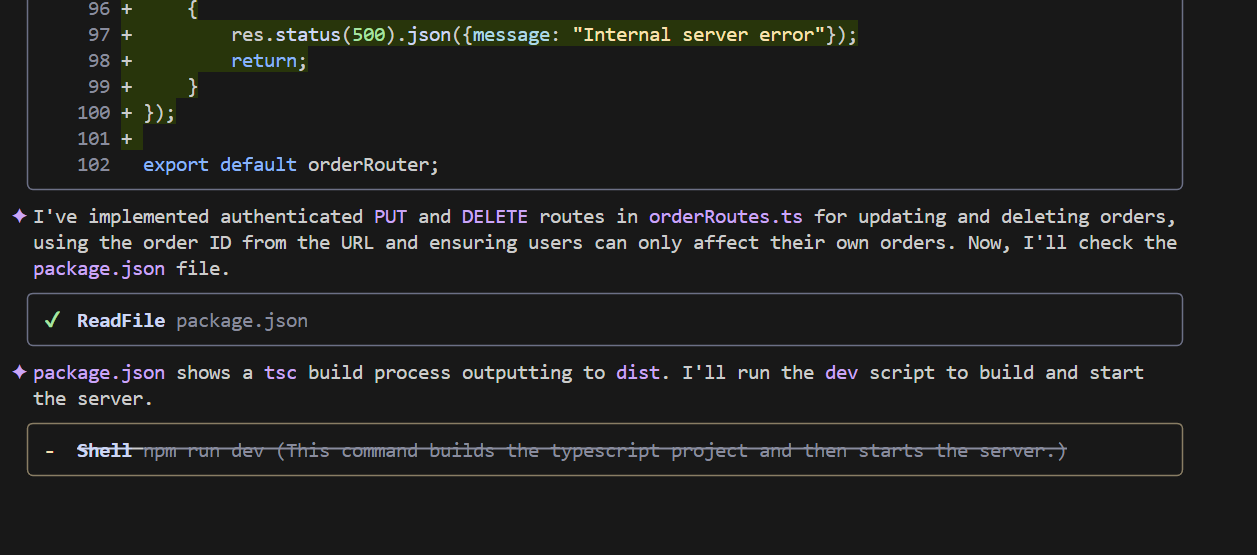 96 +     {
97 +         res.status(500).json({message: "Internal server error"});
98 +         return;
99 +     }
100 + });
101 +
102   export default orderRouter;
✦ I've implemented authenticated PUT and DELETE routes in orderRoutes.ts for updating and deleting orders,
using the order ID from the URL and ensuring users can only affect their own orders. Now, I'll check the
package.json file.
✓ ReadFile package.json
✦ package.json shows a tsc build process outputting to dist. I'll run the dev script to build and start
the server.
- Shell npm run dev (This command builds the typescript project and then starts the server.)